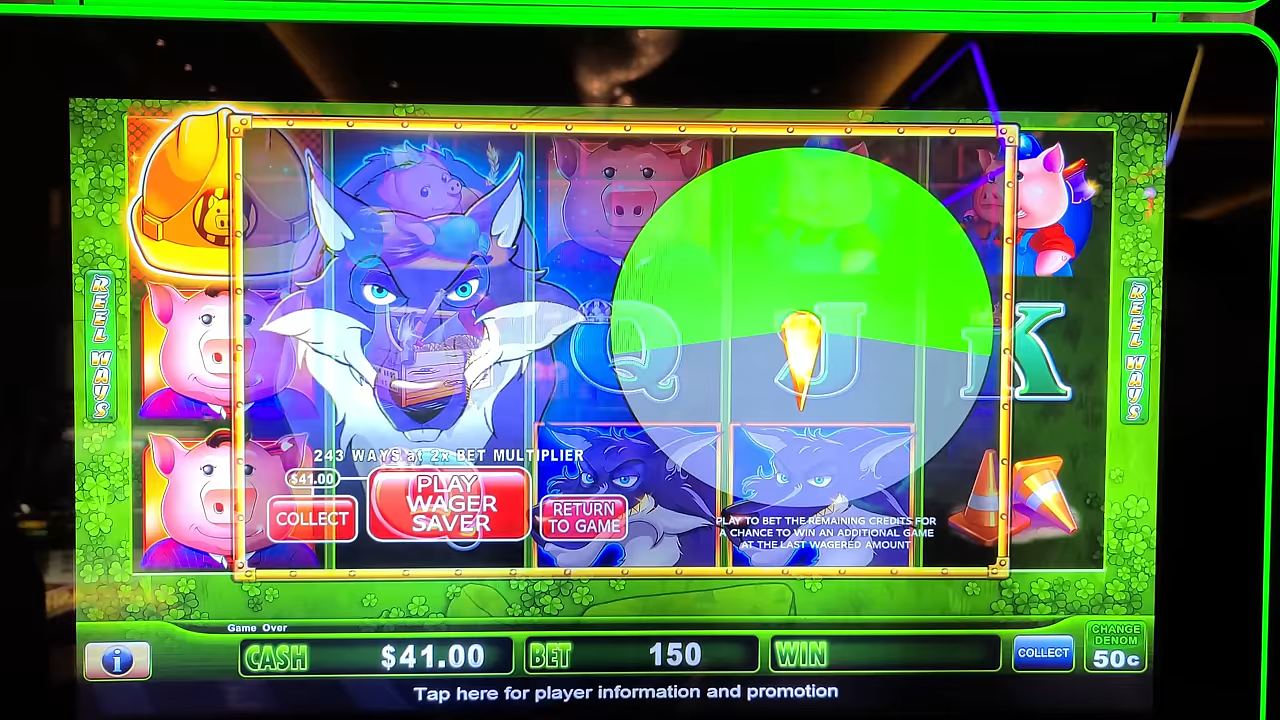 REEL WAYS
Q
J
K
REEL WAYS
243 WAYS at 2x BET MULTIPLIER
$41.00
COLLECT
PLAY
WAGER
SAVER
RETURN
TO GAME
PLAY TO BET THE REMAINING CREDITS FOR
A CHANCE TO WIN AN ADDITIONAL GAME
AT THE LAST WAGERED AMOUNT
Game Over
i
CASH $41.00
BET 150
WIN
COLLECT
CHANGE
DENOM
50¢
Tap here for player information and promotion